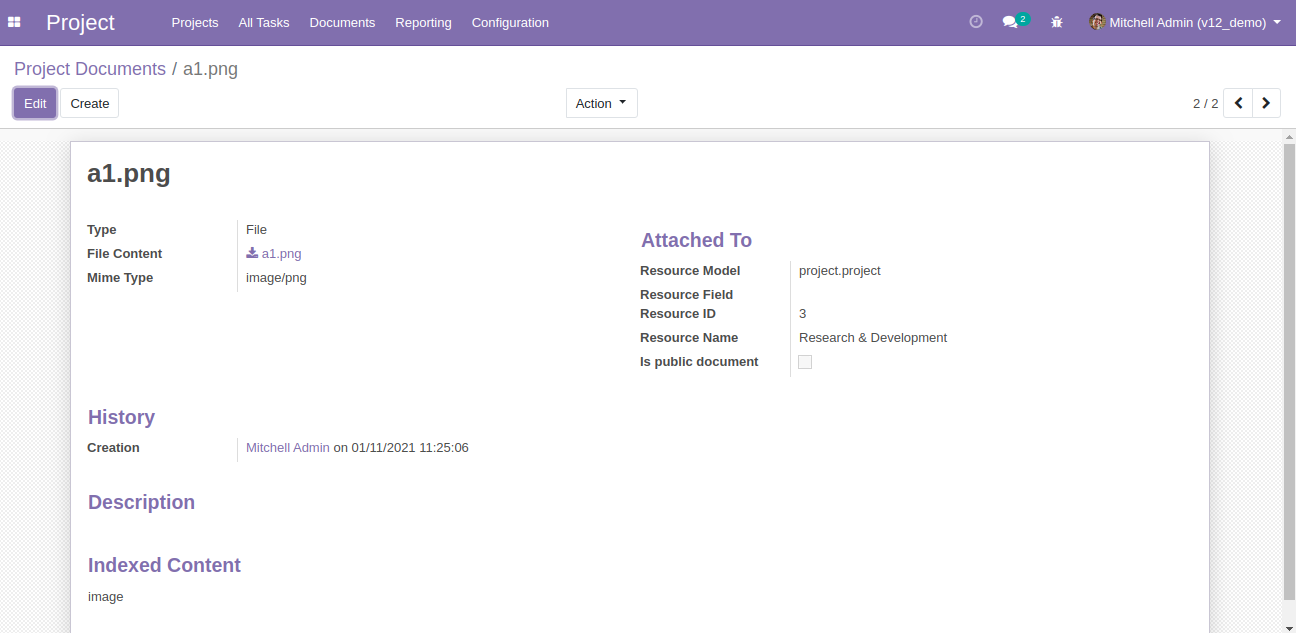 Project Projects All Tasks Documents Reporting Configuration 2 Mitchell Admin (v12_demo)
Project Documents / a1.png
Edit Create Action 2 / 2
a1.png
Type File
File Content a1.png
Mime Type image/png
Attached To
Resource Model project.project
Resource Field
Resource ID 3
Resource Name Research & Development
Is public document
History
Creation Mitchell Admin on 01/11/2021 11:25:06
Description
Indexed Content
image